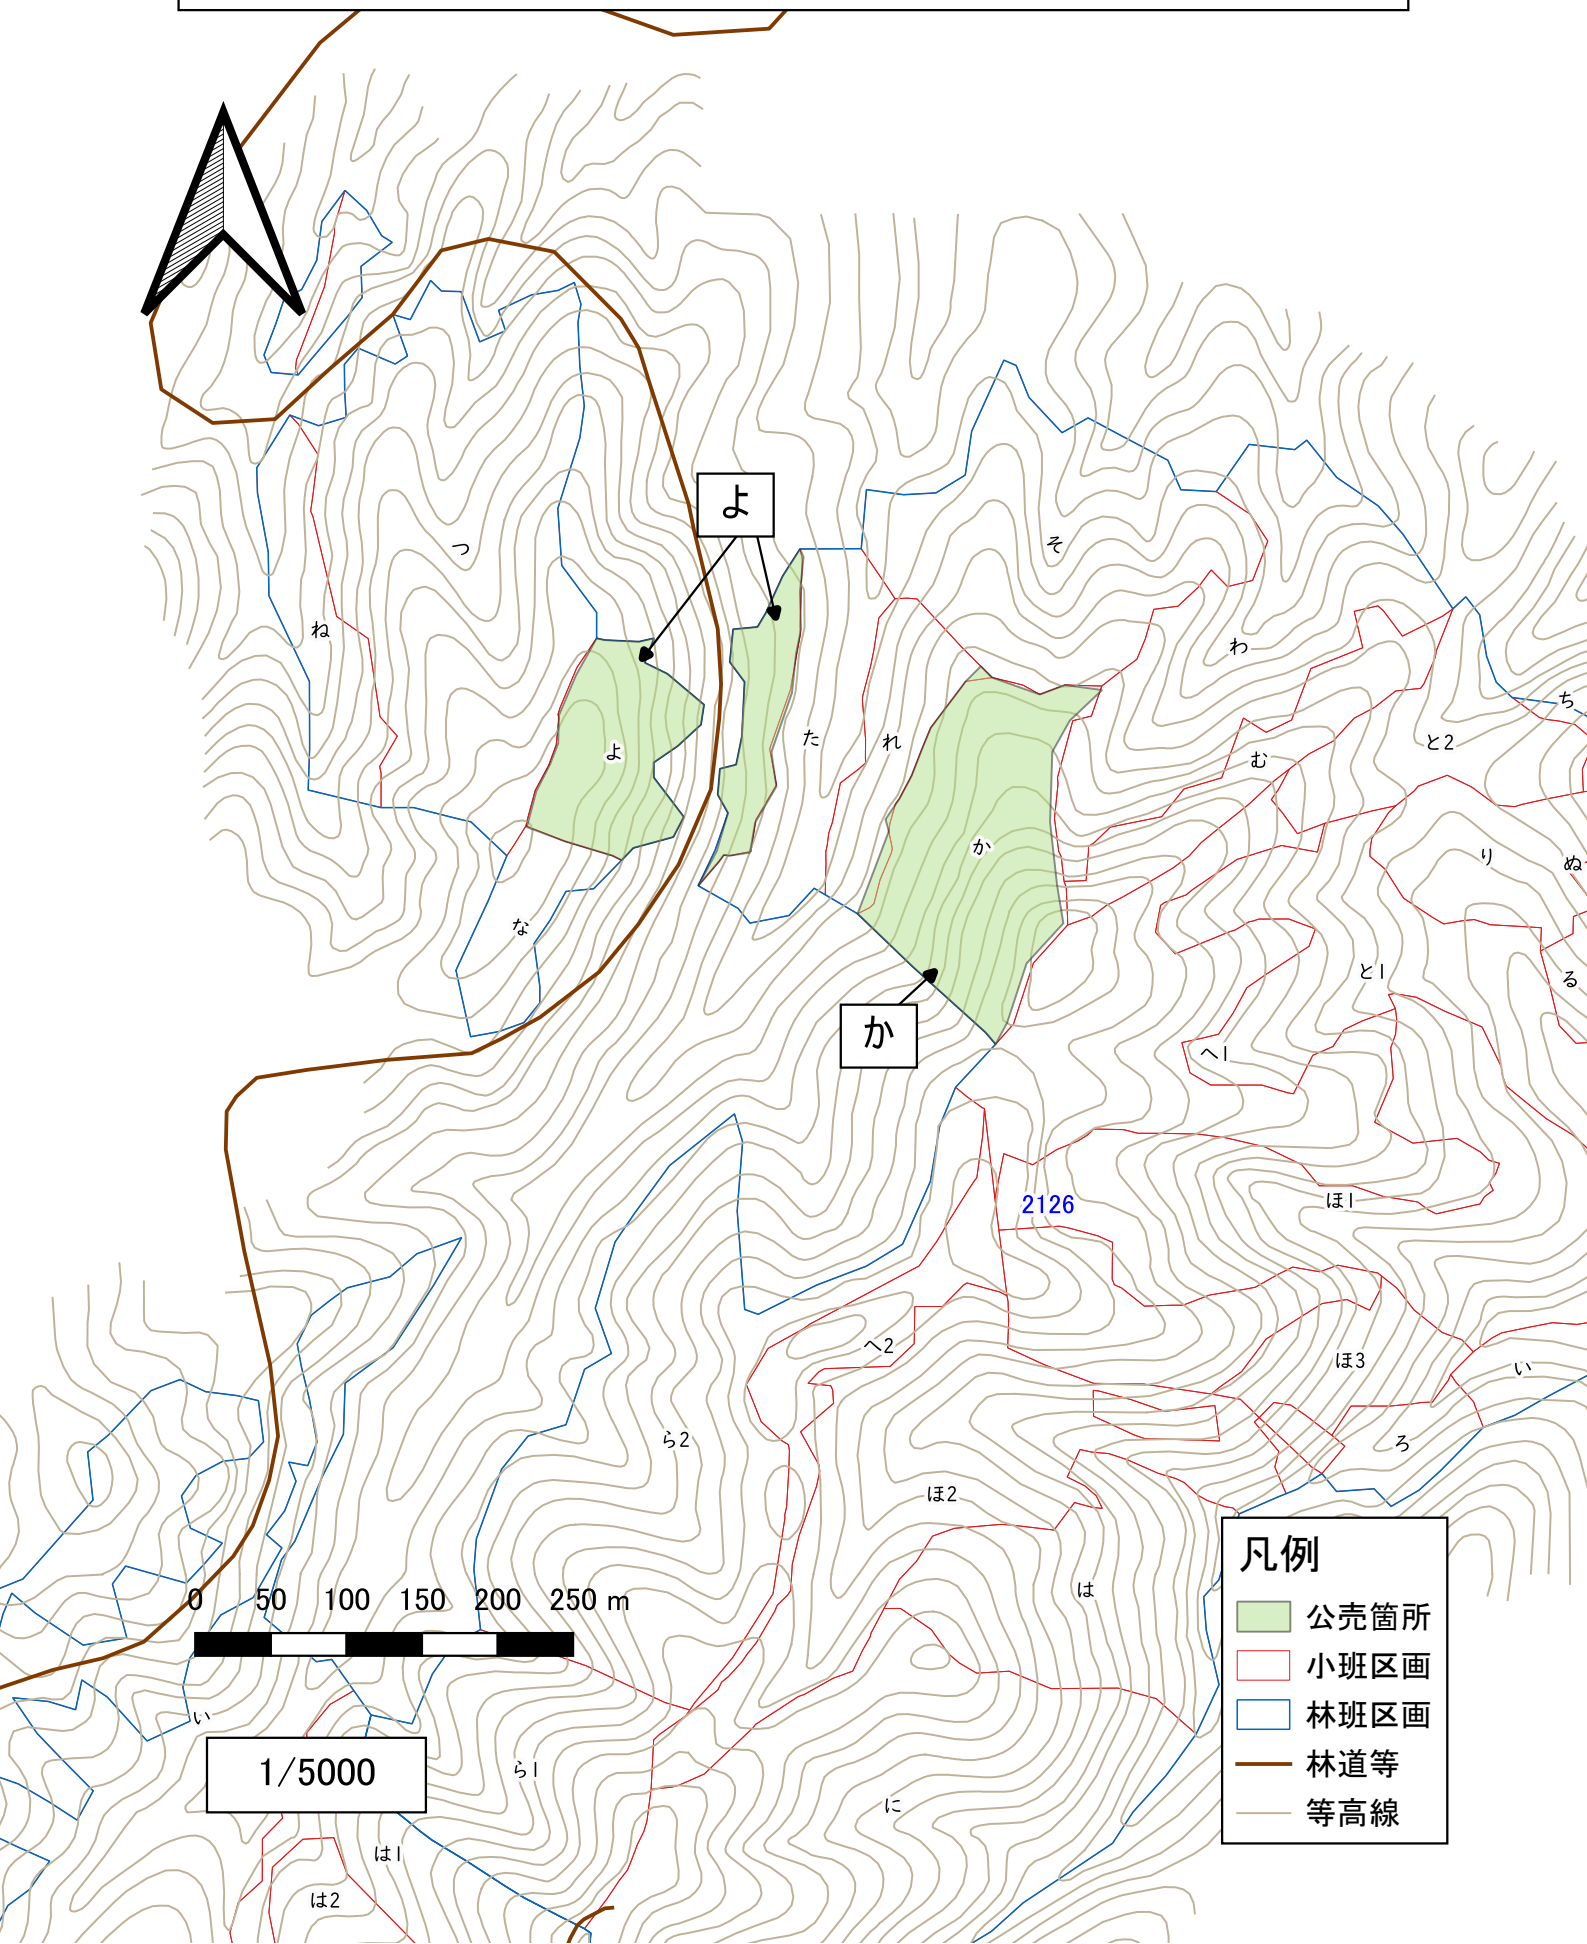 よ
つ
そ
ね
わ
ち
よ
た
れ
と2
む
か
り
ぬ
な
と1
る
か
へ1
2126
ほ1
へ2
ほ3
い
ら2
ろ
ほ2
は
0 50 100 150 200 250 m
い
1/5000
ら1
に
は1
は2
凡例
公売箇所
小班区画
林班区画
林道等
等高線